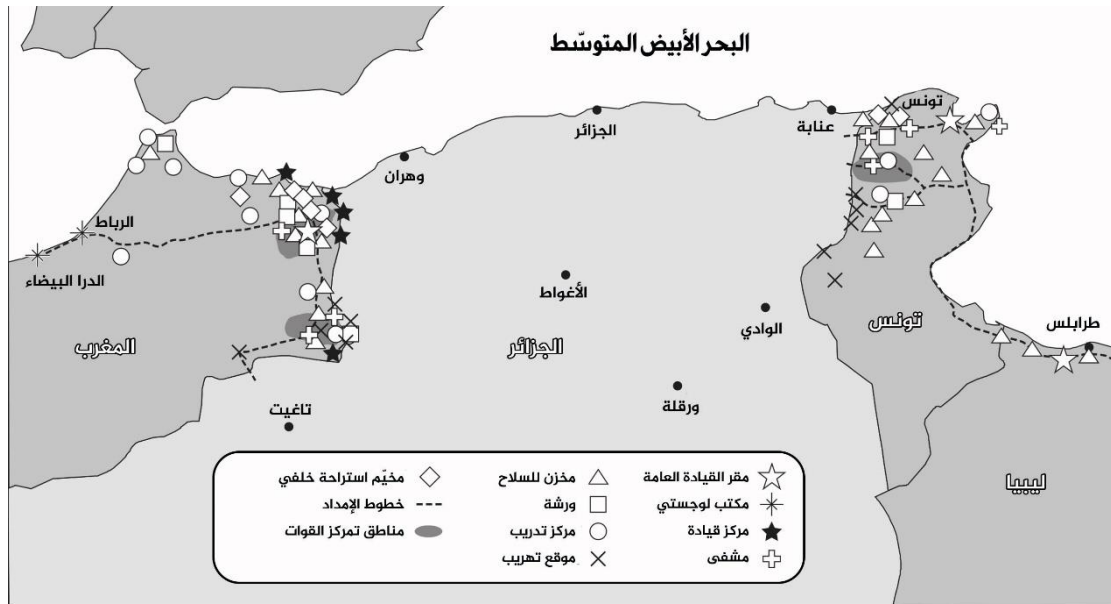 البحر الأبيض المتوسّط
تونس
عنابة
الجزائر
وهران
الرباط
الدرا البيضاء
الأغواط
الوادي
تونس
طرابلس
الجزائر
المغرب
ورقلة
تاغيت
ليبيا
مقر القيادة العامة
مخزن للسلاح
مخيّم استراحة خلفي
مكتب لوجستي
ورشة
خطوط الإمداد
مركز قيادة
مركز تدريب
مناطق تمركز القوات
مشفى
موقع تهريب